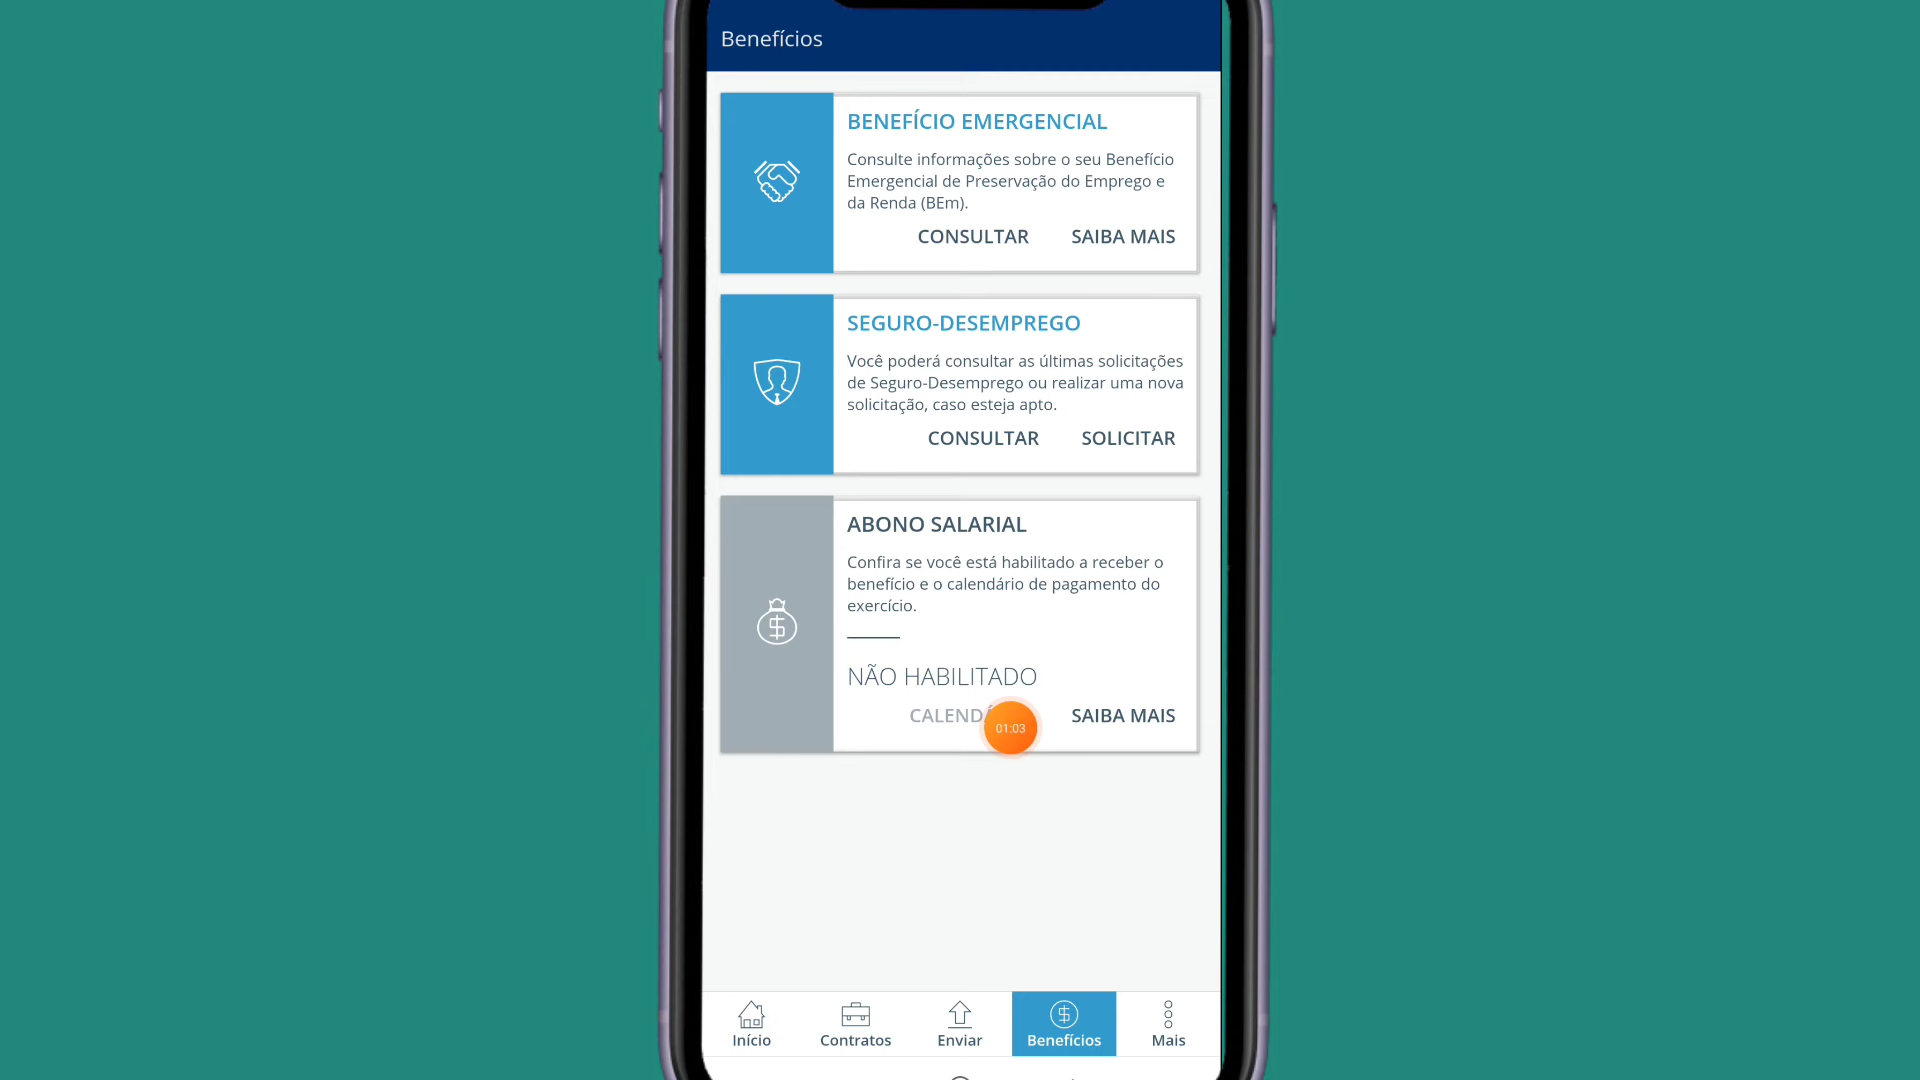 Benefícios
BENEFÍCIO EMERGENCIAL
Consulte informações sobre o seu Benefício
Emergencial de Preservação do Emprego e
da Renda (BEm).
CONSULTAR SAIBA MAIS
SEGURO-DESEMPREGO
Você poderá consultar as últimas solicitações
de Seguro-Desemprego ou realizar uma nova
solicitação, caso esteja apto.
CONSULTAR SOLICITAR
ABONO SALARIAL
Confira se você está habilitado a receber o
benefício e o calendário de pagamento do
exercício.
NÃO HABILITADO
SAIBA MAIS
01:03
Início Contratos Enviar Benefícios Mais